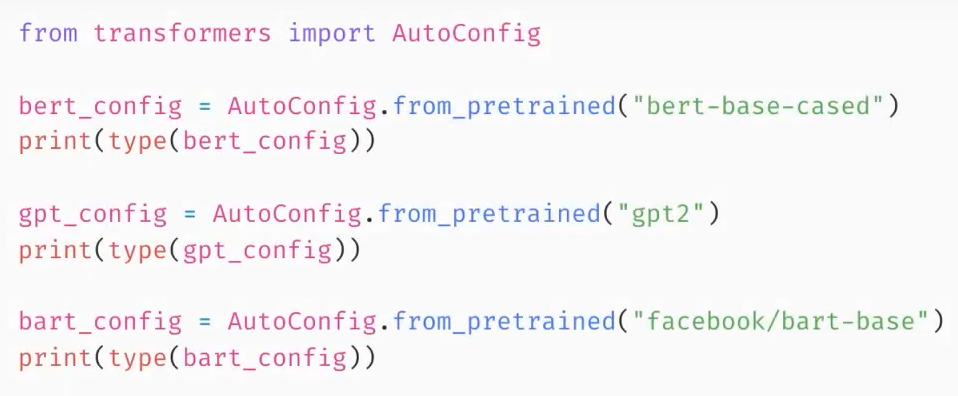 from transformers import AutoConfig
bert_config = AutoConfig.from_pretrained("bert-base-cased")
print(type(bert_config))
gpt_config = AutoConfig.from_pretrained("gpt2")
print(type(gpt_config))
bart_config = AutoConfig.from_pretrained("facebook/bart-base")
print(type(bart_config))